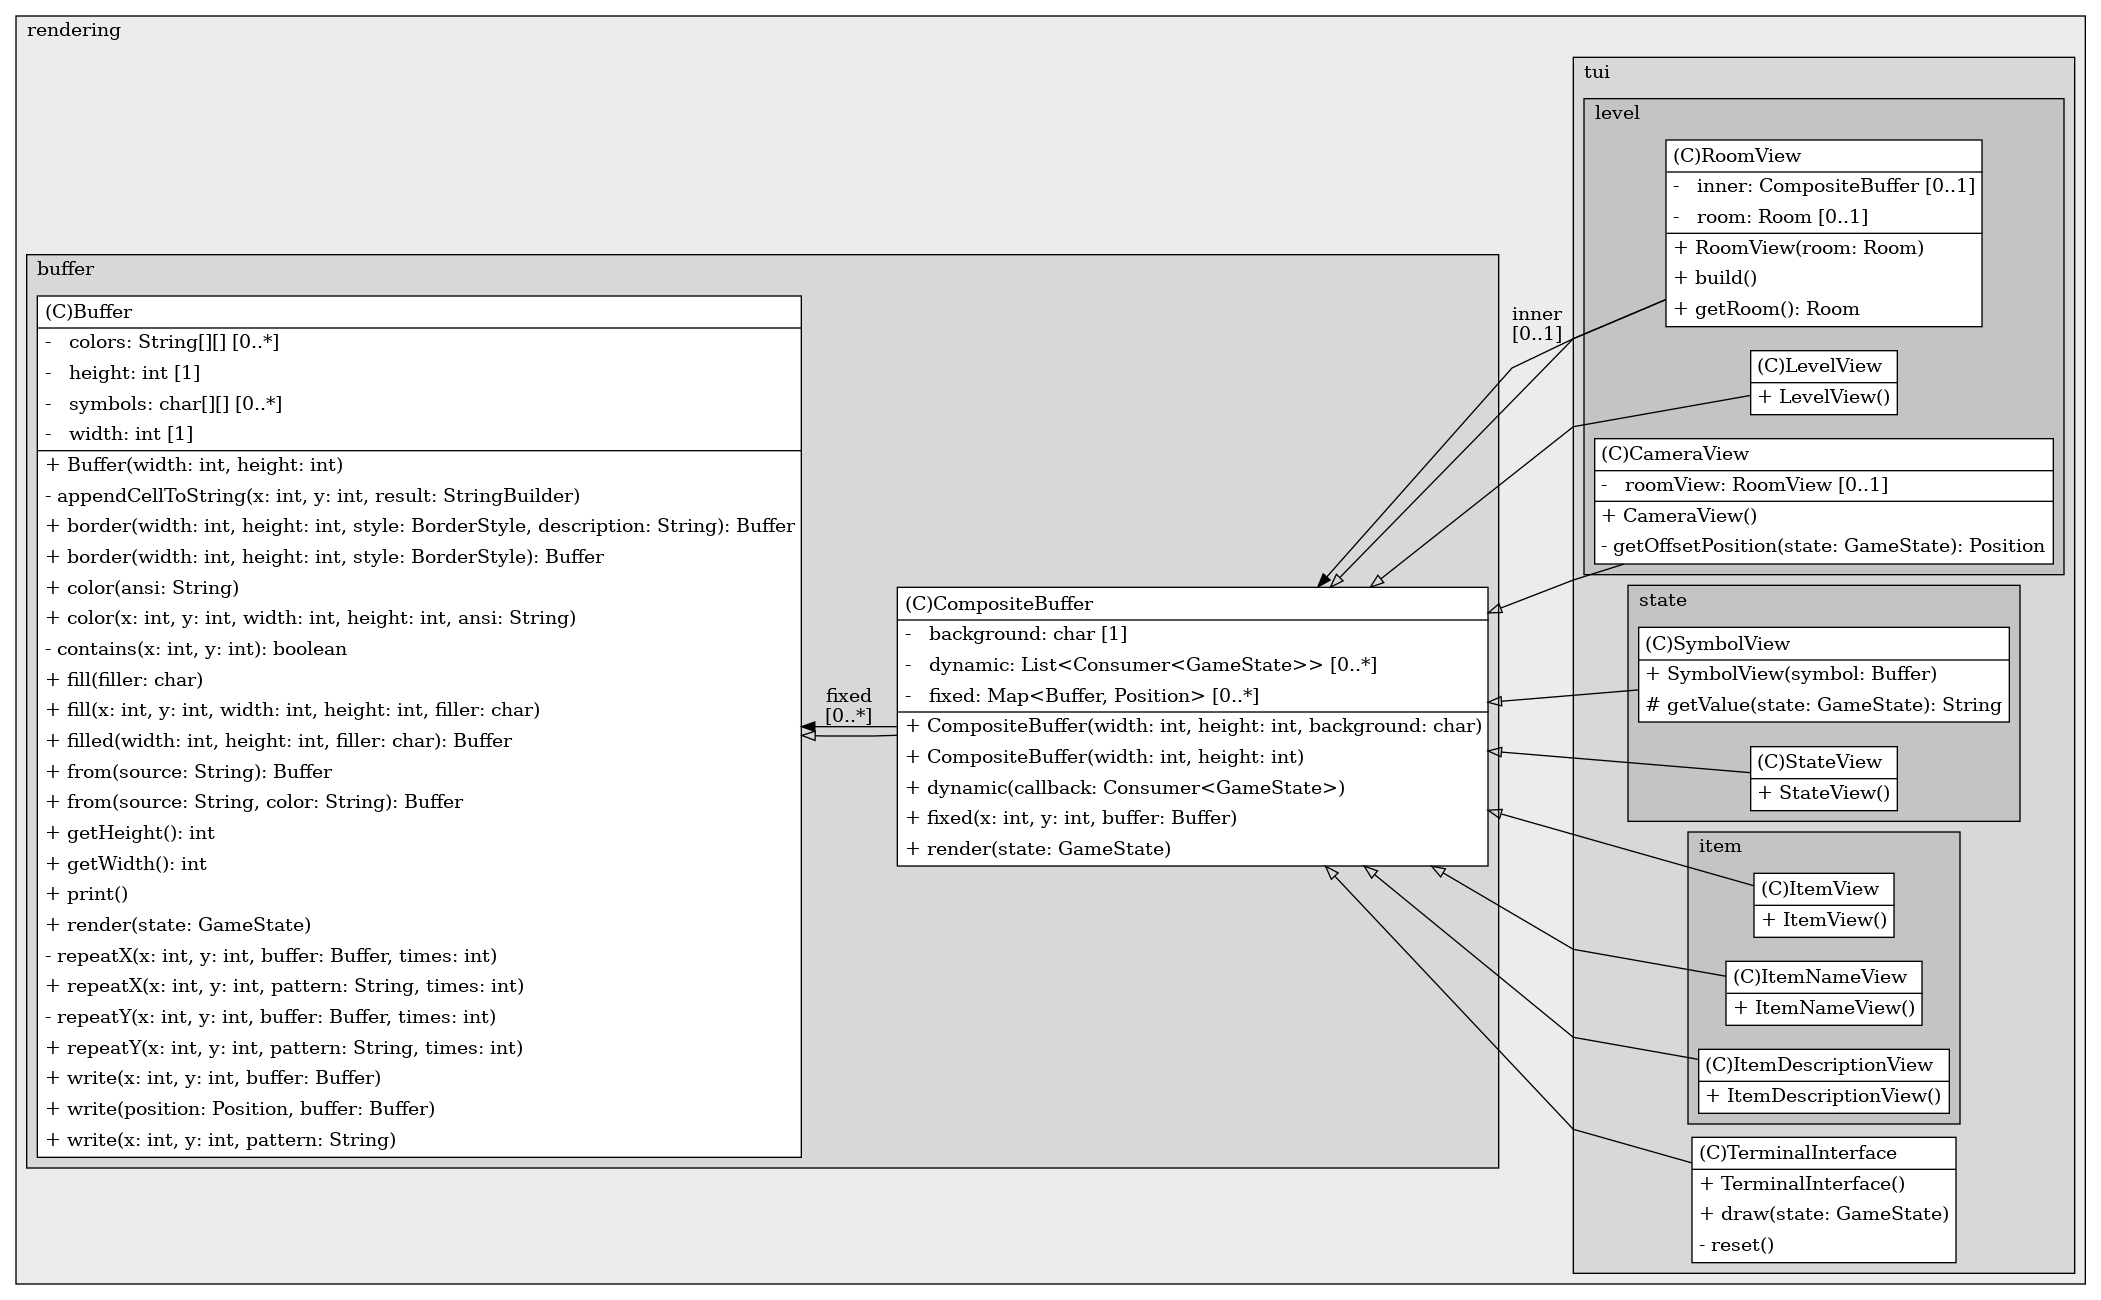 rendering
tui
level
(C)RoomView
-   inner: CompositeBuffer [0..1]
-   room: Room [0..1]
+ RoomView(room: Room)
+ build()
+ getRoom(): Room
(C)LevelView
+ LevelView()
(C)CameraView
-   roomView: RoomView [0..1]
+ CameraView()
- getOffsetPosition(state: GameState): Position
state
(C)SymbolView
+ SymbolView(symbol: Buffer)
# getValue(state: GameState): String
(C)StateView
+ StateView()
item
(C)ItemView
+ ItemView()
(C)ItemNameView
+ ItemNameView()
(C)ItemDescriptionView
+ ItemDescriptionView()
(C)TerminalInterface
+ TerminalInterface()
+ draw(state: GameState)
- reset()
inner
[0..1]
buffer
(C)Buffer
-   colors: String[][] [0..*]
-   height: int [1]
-   symbols: char[][] [0..*]
-   width: int [1]
+ Buffer(width: int, height: int)
- appendCellToString(x: int, y: int, result: StringBuilder)
+ border(width: int, height: int, style: BorderStyle, description: String): Buffer
+ border(width: int, height: int, style: BorderStyle): Buffer
+ color(ansi: String)
+ color(x: int, y: int, width: int, height: int, ansi: String)
- contains(x: int, y: int): boolean
+ fill(filler: char)
+ fill(x: int, y: int, width: int, height: int, filler: char)
+ filled(width: int, height: int, filler: char): Buffer
+ from(source: String): Buffer
+ from(source: String, color: String): Buffer
+ getHeight(): int
+ getWidth(): int
+ print()
+ render(state: GameState)
- repeatX(x: int, y: int, buffer: Buffer, times: int)
+ repeatX(x: int, y: int, pattern: String, times: int)
- repeatY(x: int, y: int, buffer: Buffer, times: int)
+ repeatY(x: int, y: int, pattern: String, times: int)
+ write(x: int, y: int, buffer: Buffer)
+ write(position: Position, buffer: Buffer)
+ write(x: int, y: int, pattern: String)
fixed
[0..*]
(C)CompositeBuffer
-   background: char [1]
-   dynamic: List<Consumer<GameState>> [0..*]
-   fixed: Map<Buffer, Position> [0..*]
+ CompositeBuffer(width: int, height: int, background: char)
+ CompositeBuffer(width: int, height: int)
+ dynamic(callback: Consumer<GameState>)
+ fixed(x: int, y: int, buffer: Buffer)
+ render(state: GameState)